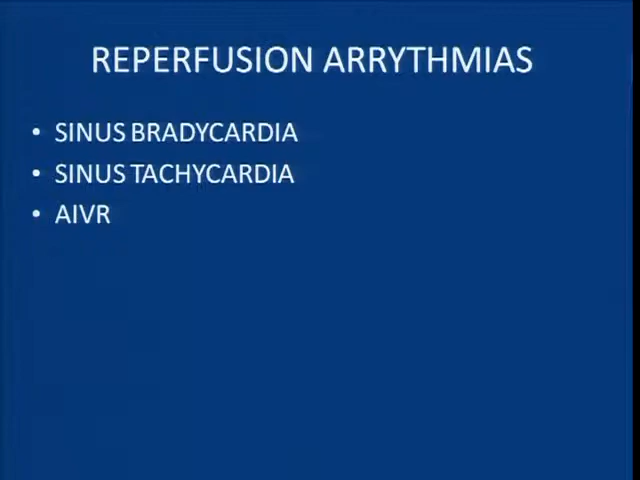 REPERFUSION ARRYTHMIAS
• SINUS BRADYCARDIA
• SINUS TACHYCARDIA
• AIVR